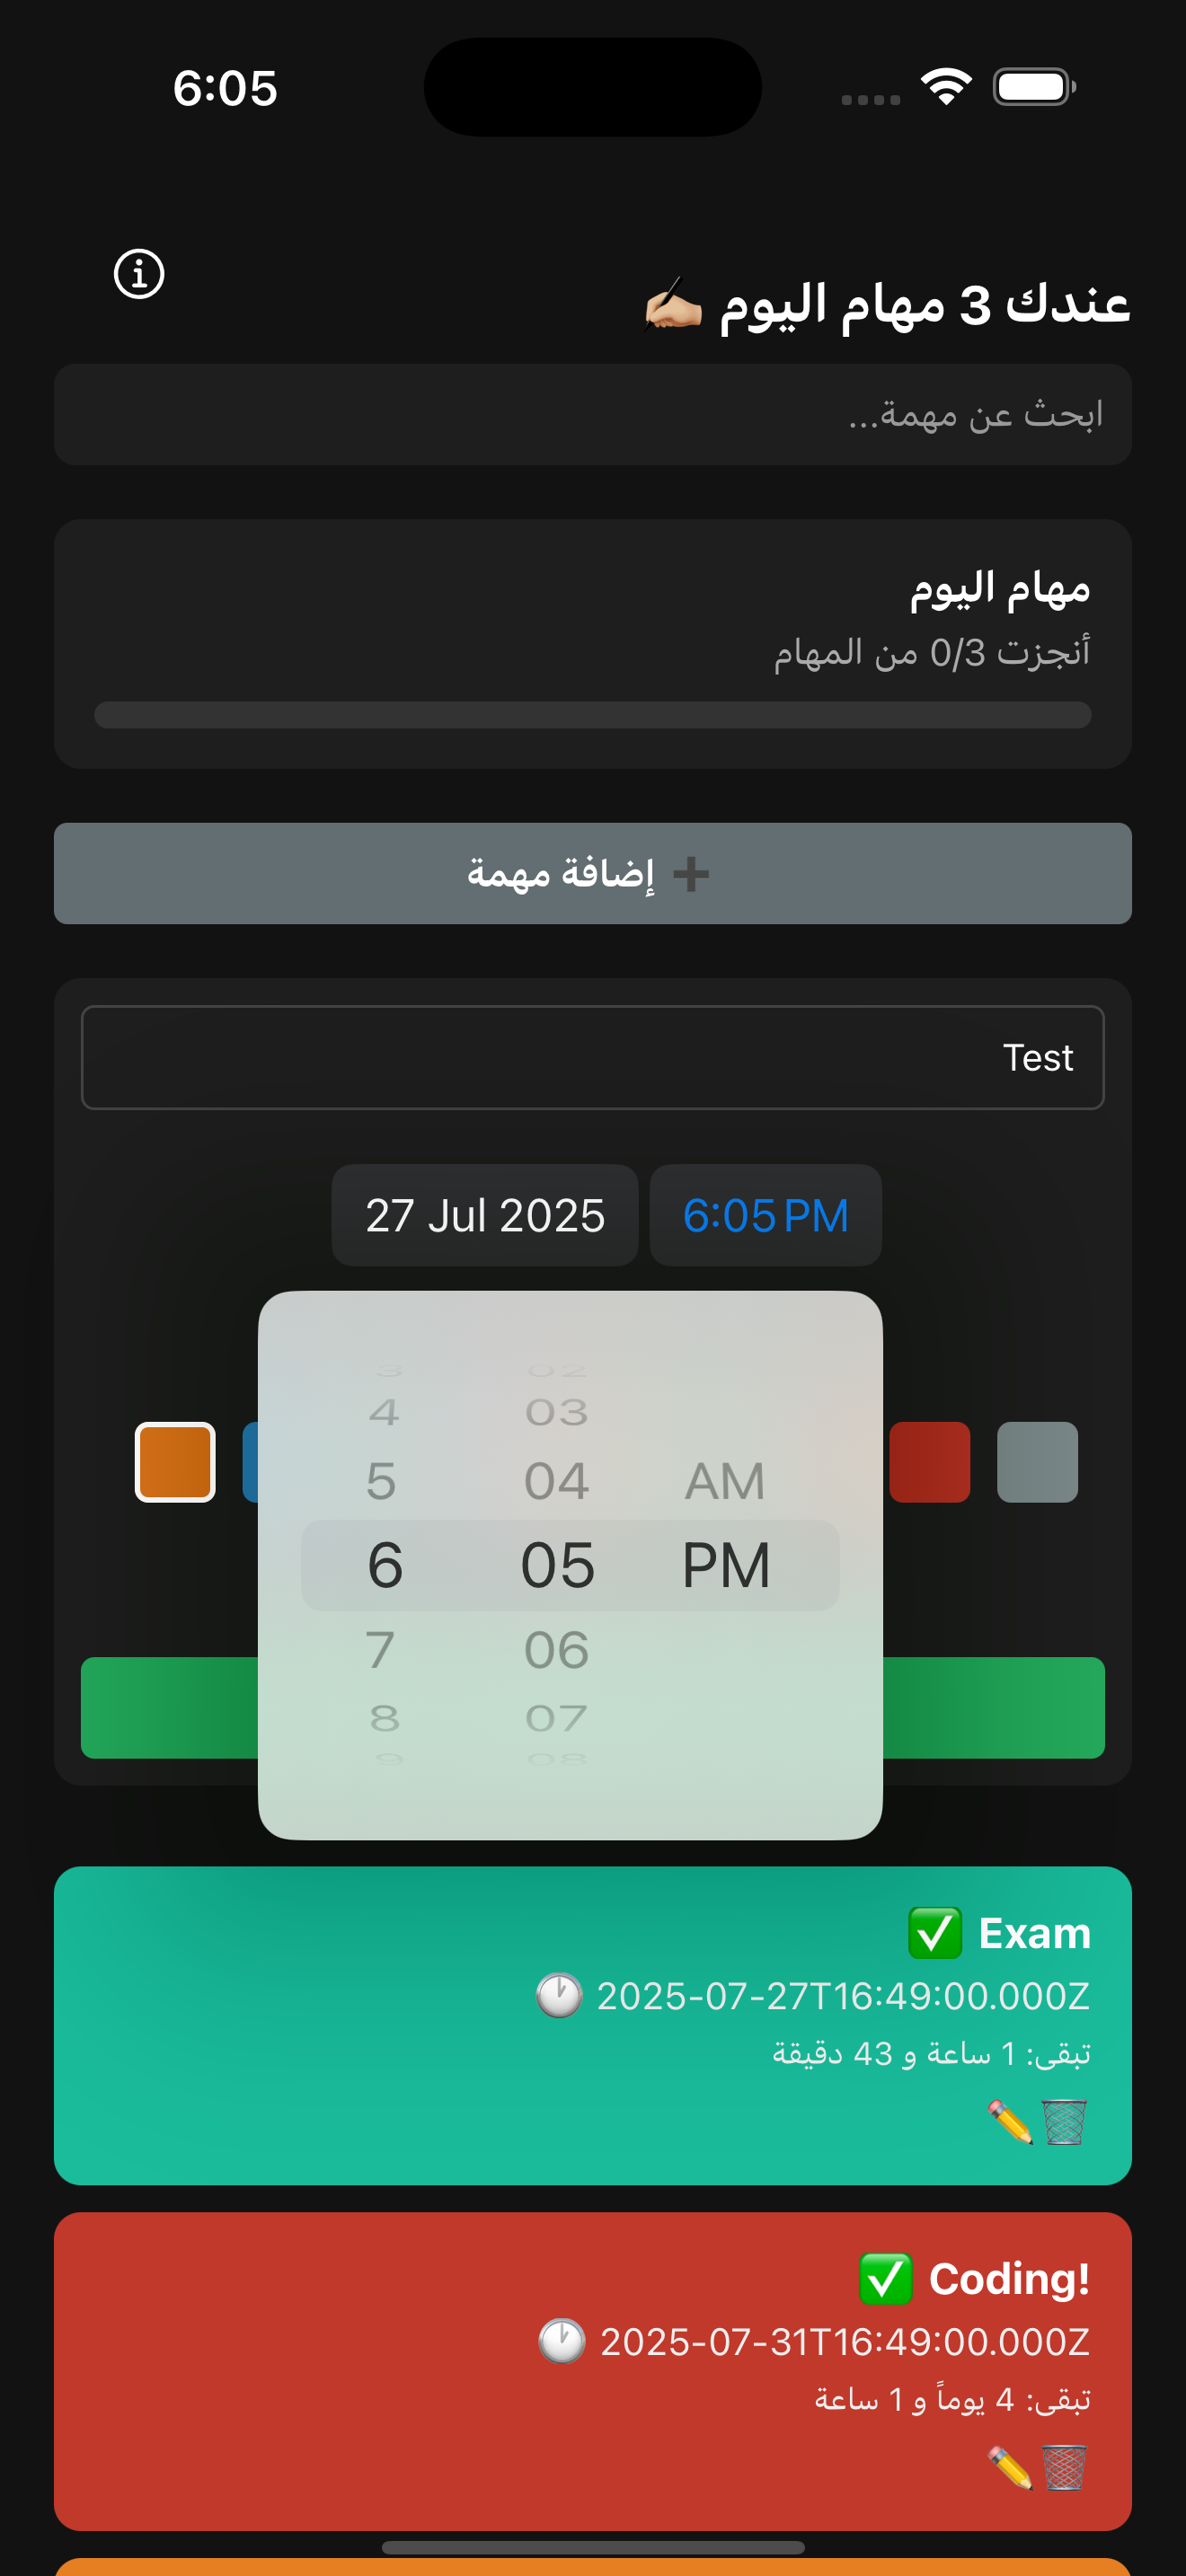 6:05
عندك 3 مهام اليوم ✍🏼
ابحث عن مهمة...
مهام اليوم
أنجزت 0/3 من المهام
➕ إضافة مهمة
Test
27 Jul 2025 6:05 PM
3 02
4 03
5 04 AM
6 05 PM
7 06
8 07
9 08
Exam ✅
🕐 2025-07-27T16:49:00.000Z
تبقى: 1 ساعة و 43 دقيقة
✏️🗑️
Coding! ✅
🕐 2025-07-31T16:49:00.000Z
تبقى: 4 يوماً و 1 ساعة
✏️🗑️